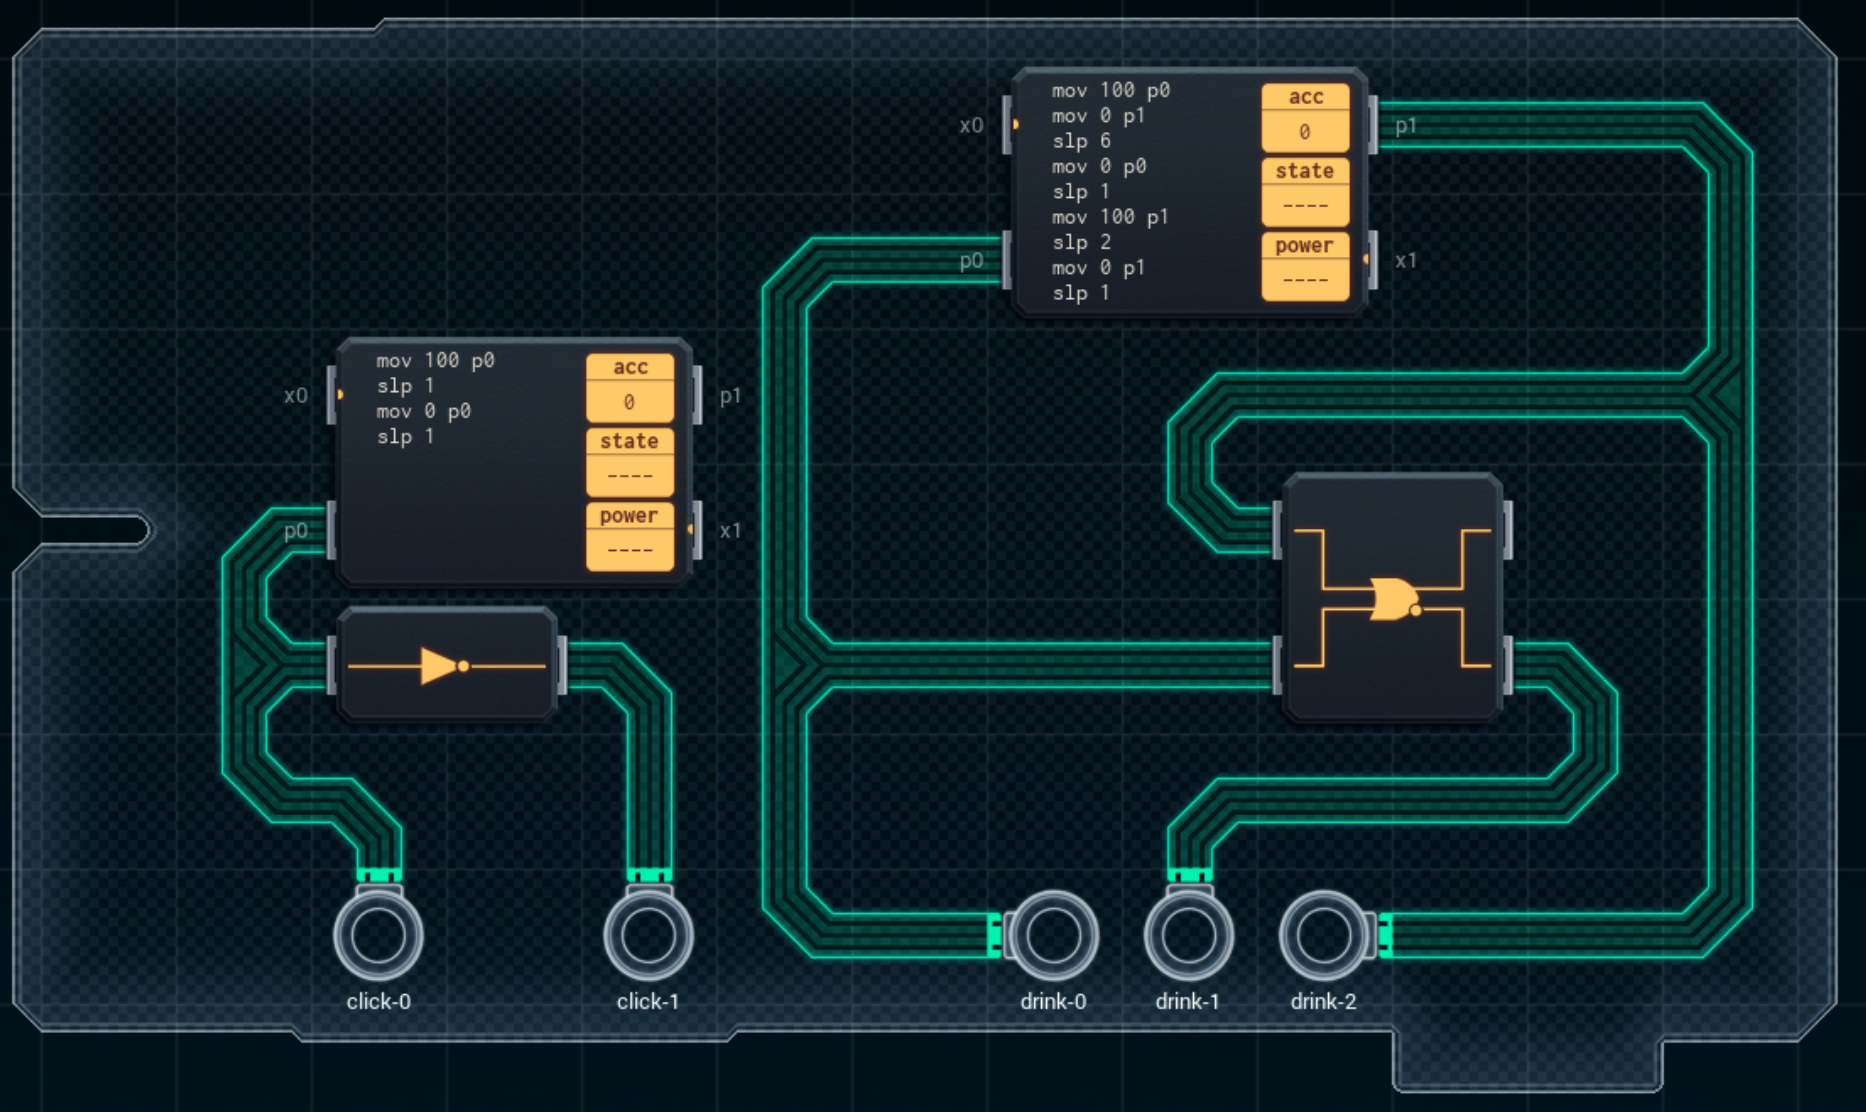 mov 100 p0
mov 0 p1
slp 6
mov 0 p0
slp 1
mov 100 p1
slp 2
mov 0 p1
slp 1
acc
0
state
----
power
----
x0
p0
p1
x1
mov 100 p0
slp 1
mov 0 p0
slp 1
acc
0
state
----
power
----
x0
p0
p1
x1
click-0
click-1
drink-0
drink-1
drink-2